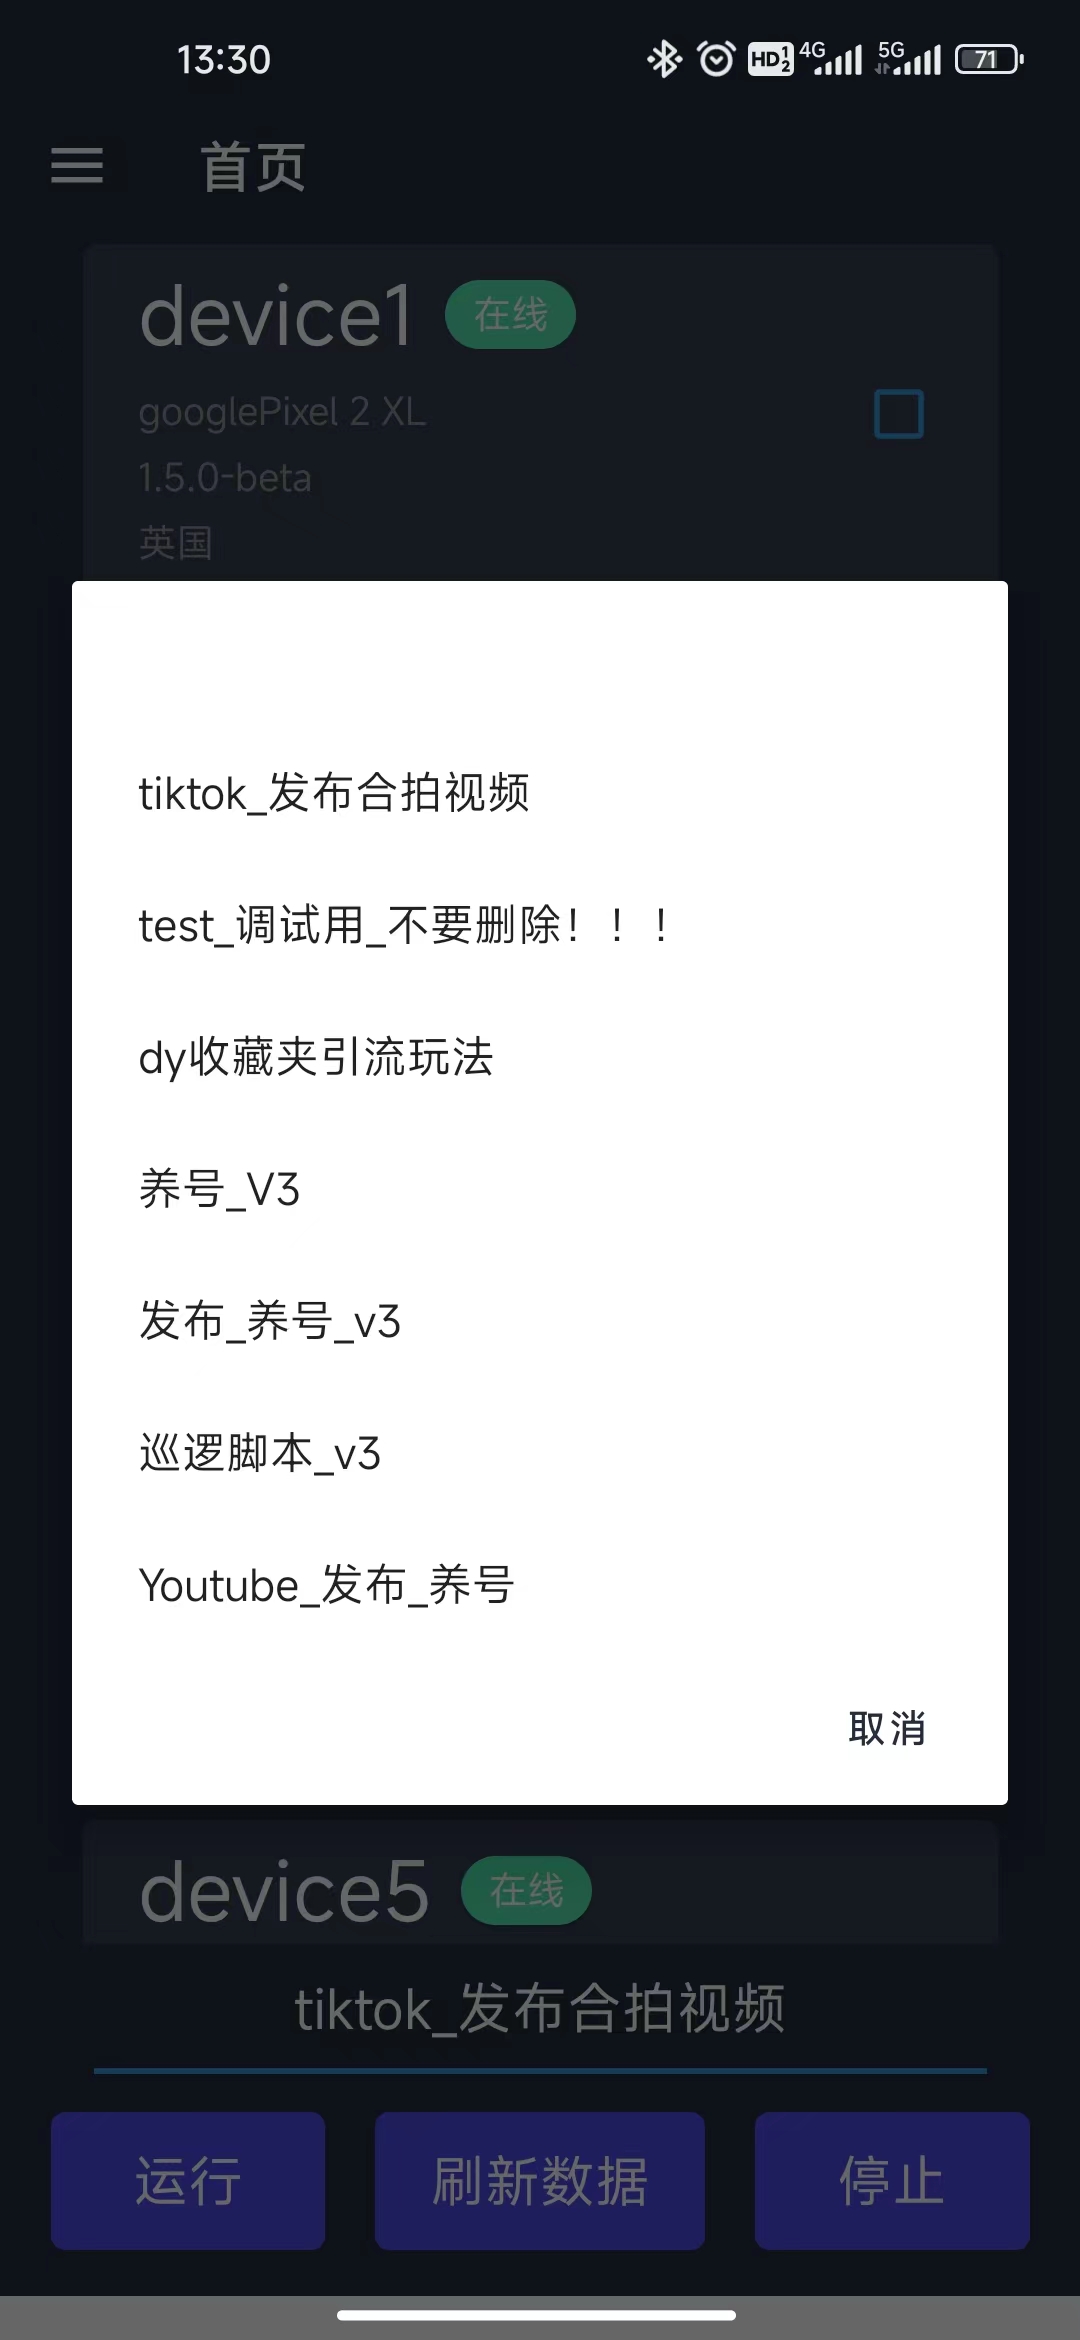 13:30
HD 1 2 4G 5G 71
首页
device1 在线
googlePixel 2 XL
1.5.0-beta
英国
tiktok_发布合拍视频
test_调试用_不要删除！！！
dy收藏夹引流玩法
养号_V3
发布_养号_v3
巡逻脚本_v3
Youtube_发布_养号
取消
device5 在线
tiktok_发布合拍视频
运行 刷新数据 停止